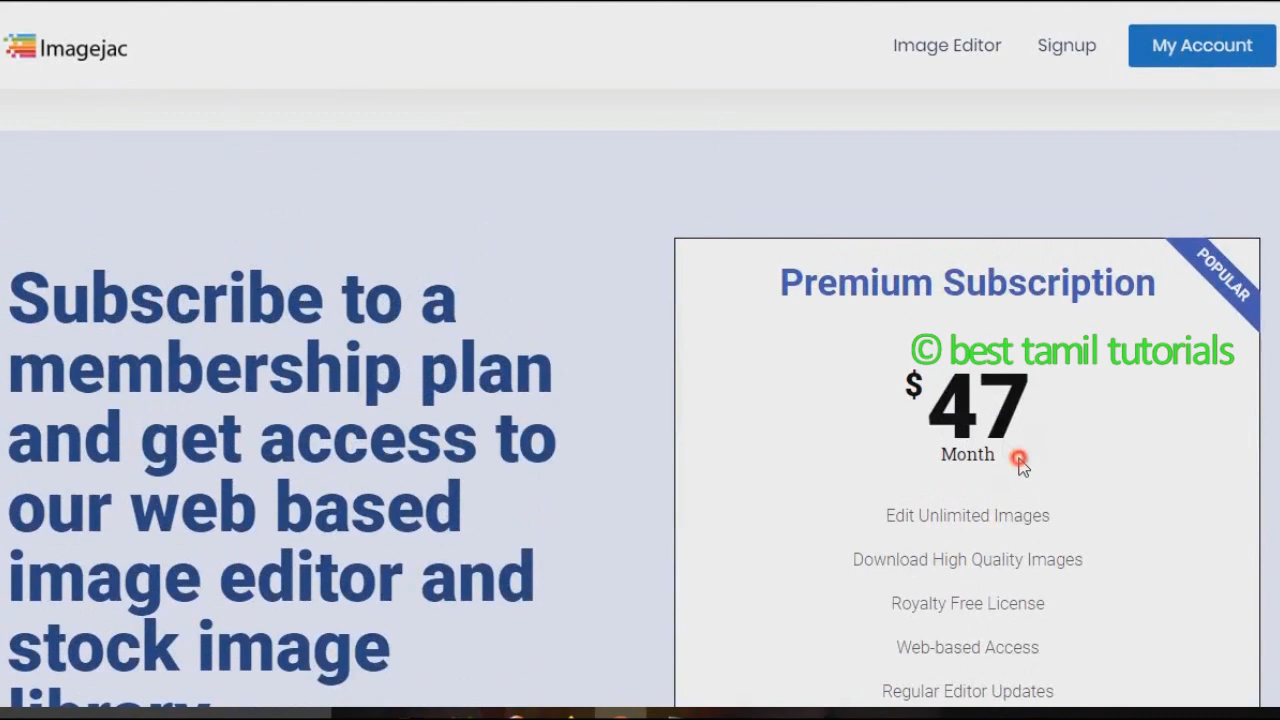 Imagejac
Image Editor
Signup
My Account
Subscribe to a
membership plan
and get access to
our web based
image editor and
stock image
library
Premium Subscription
POPULAR
© best tamil tutorials
$47
Month
Edit Unlimited Images
Download High Quality Images
Royalty Free License
Web-based Access
Regular Editor Updates